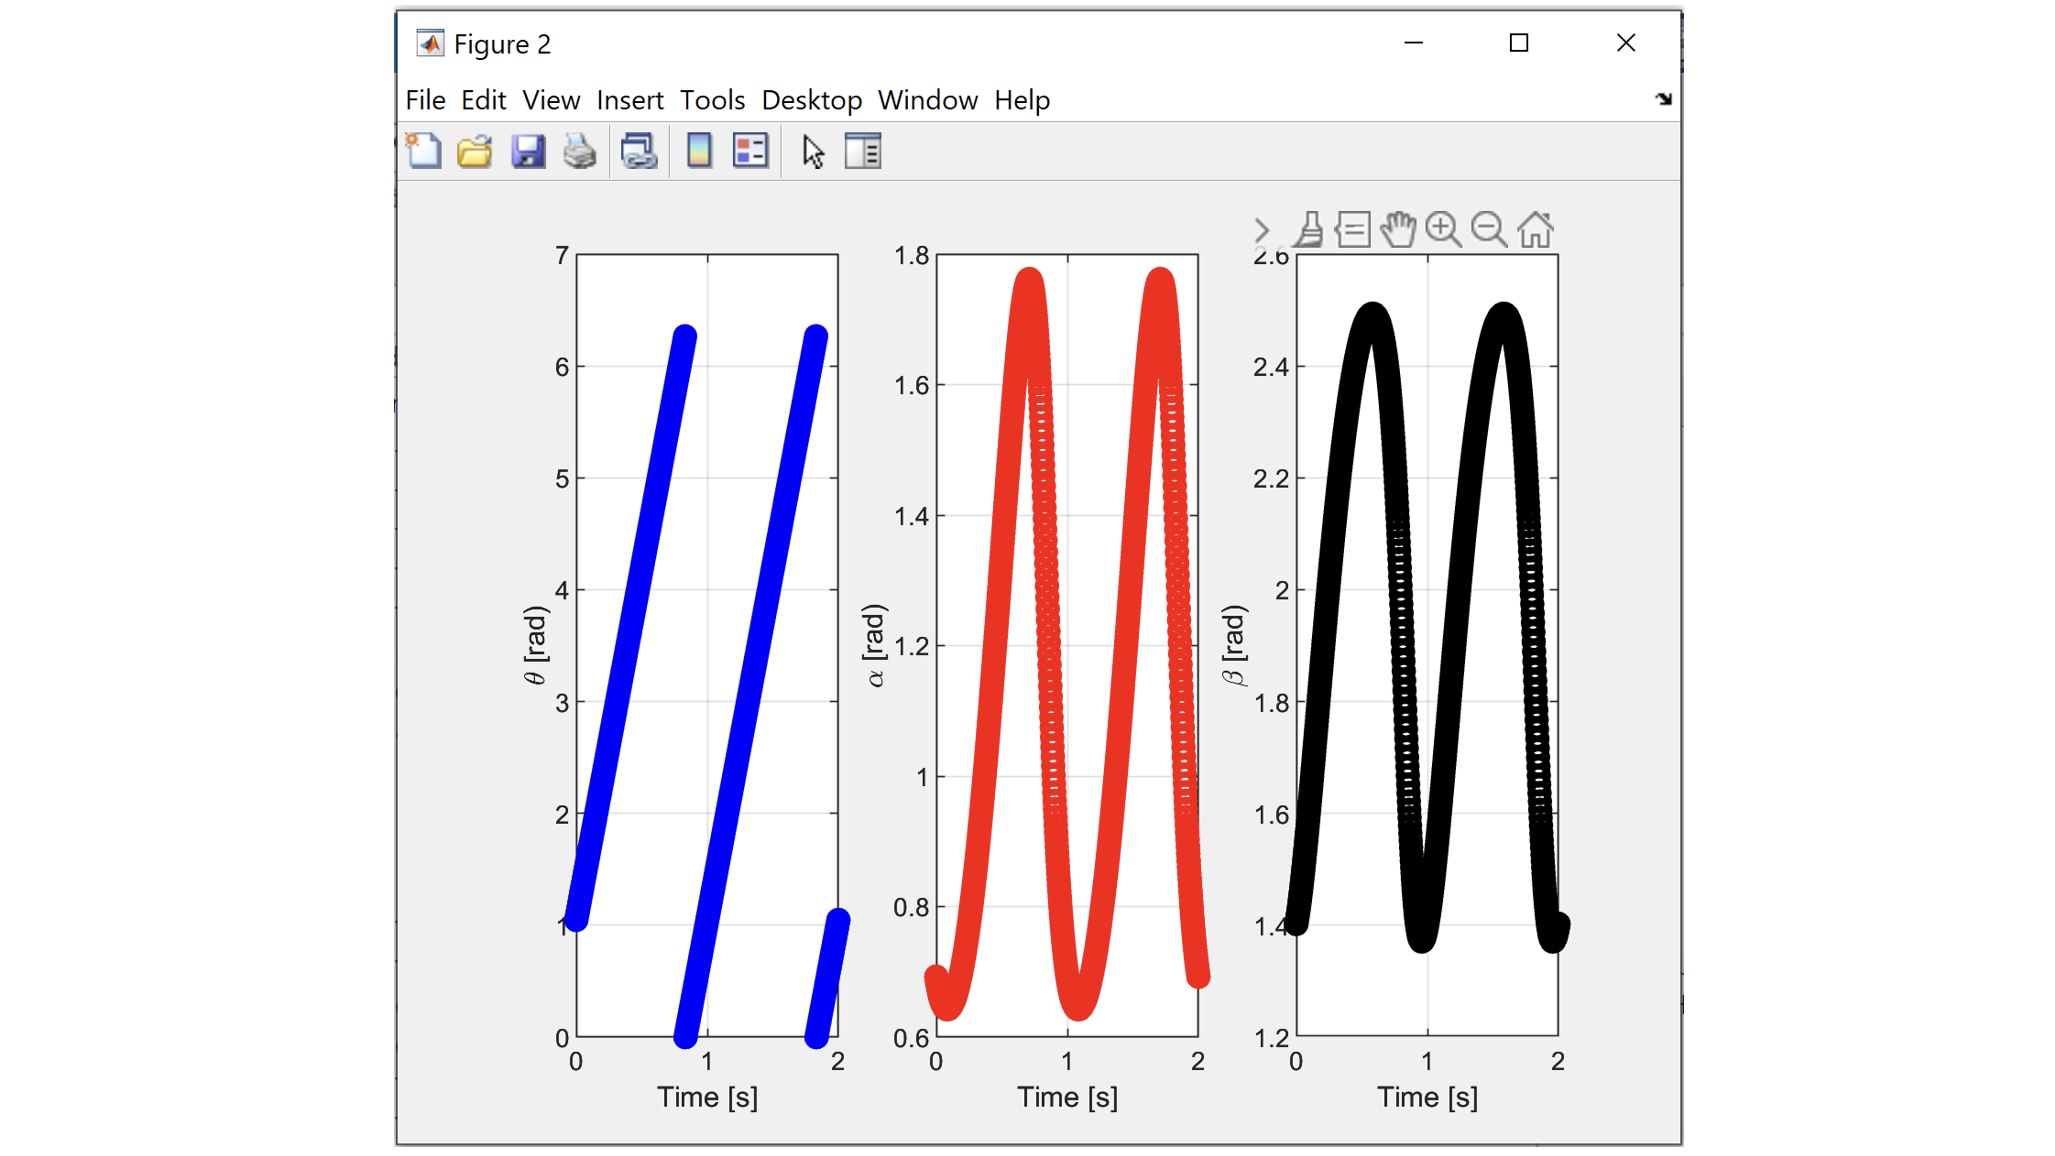 Figure 2
File Edit View Insert Tools Desktop Window Help
7
6
5
4
3
2
1
0
0 1 2
θ [rad)
Time [s]
1.8
1.6
1.4
1.2
1
0.8
0.6
0 1 2
α [rad)
Time [s]
2.6
2.4
2.2
2
1.8
1.6
1.4
1.2
0 1 2
β [rad)
Time [s]